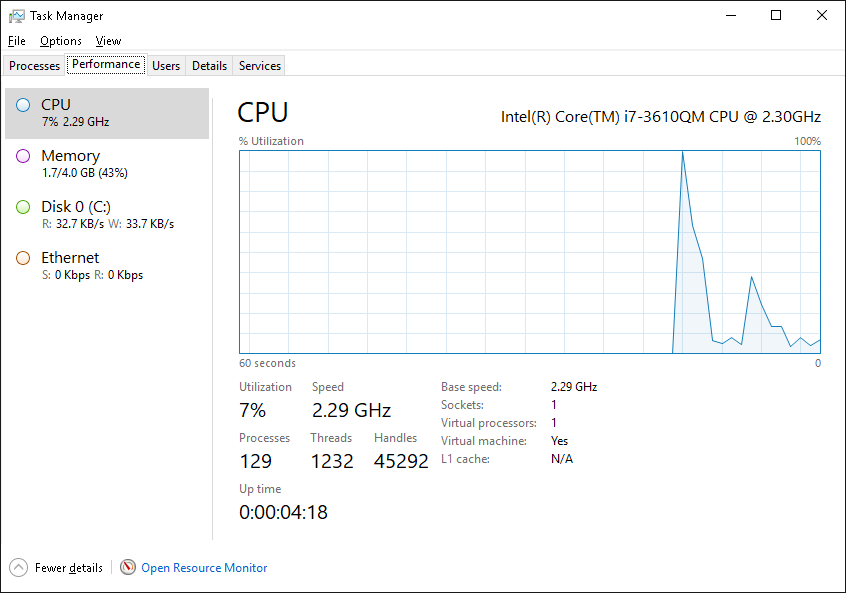 Task Manager
File Options View
Processes Performance Users Details Services
CPU
7% 2.29 GHz
Memory
1.7/4.0 GB (43%)
Disk 0 (C:)
R: 32.7 KB/s W: 33.7 KB/s
Ethernet
S: 0 Kbps R: 0 Kbps
CPU Intel(R) Core(TM) i7-3610QM CPU @ 2.30GHz
% Utilization 100%
60 seconds 0
Utilization Speed
7% 2.29 GHz
Processes Threads Handles
129 1232 45292
Up time
0:00:04:18
Base speed: 2.29 GHz
Sockets: 1
Virtual processors: 1
Virtual machine: Yes
L1 cache: N/A
Fewer details Open Resource Monitor